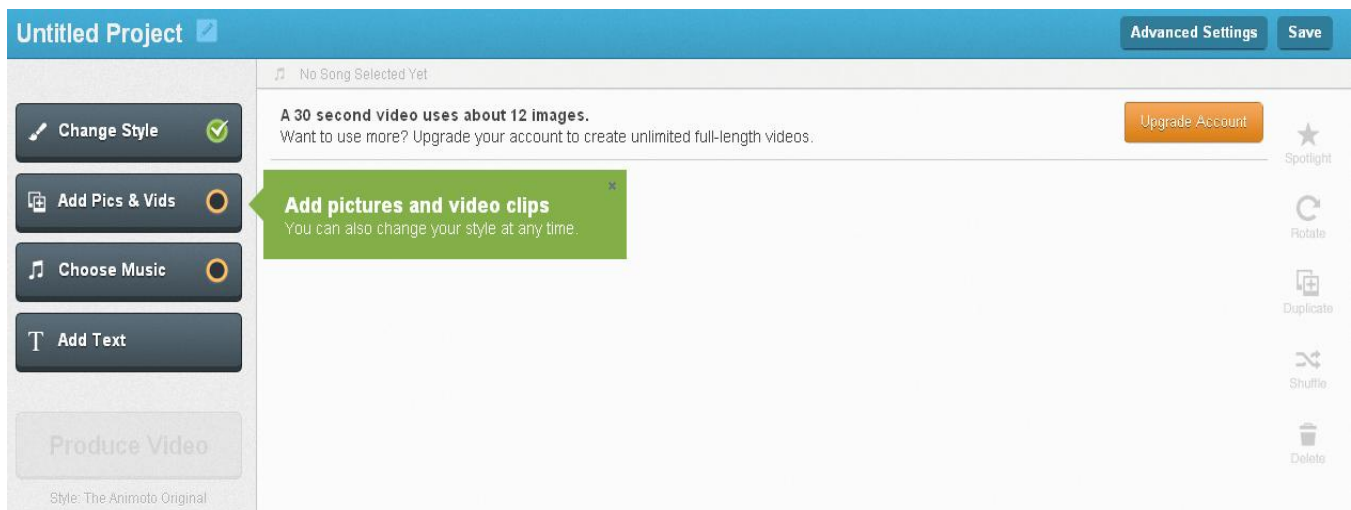 Untitled Project
Advanced Settings
Save
No Song Selected Yet
Change Style
Add Pics & Vids
Choose Music
T Add Text
Produce Video
Style: The Animoto Original
A 30 second video uses about 12 images.
Want to use more? Upgrade your account to create unlimited full-length videos.
Upgrade Account
Add pictures and video clips
You can also change your style at any time.
Spotlight
Rotate
Duplicate
Shuffle
Delete